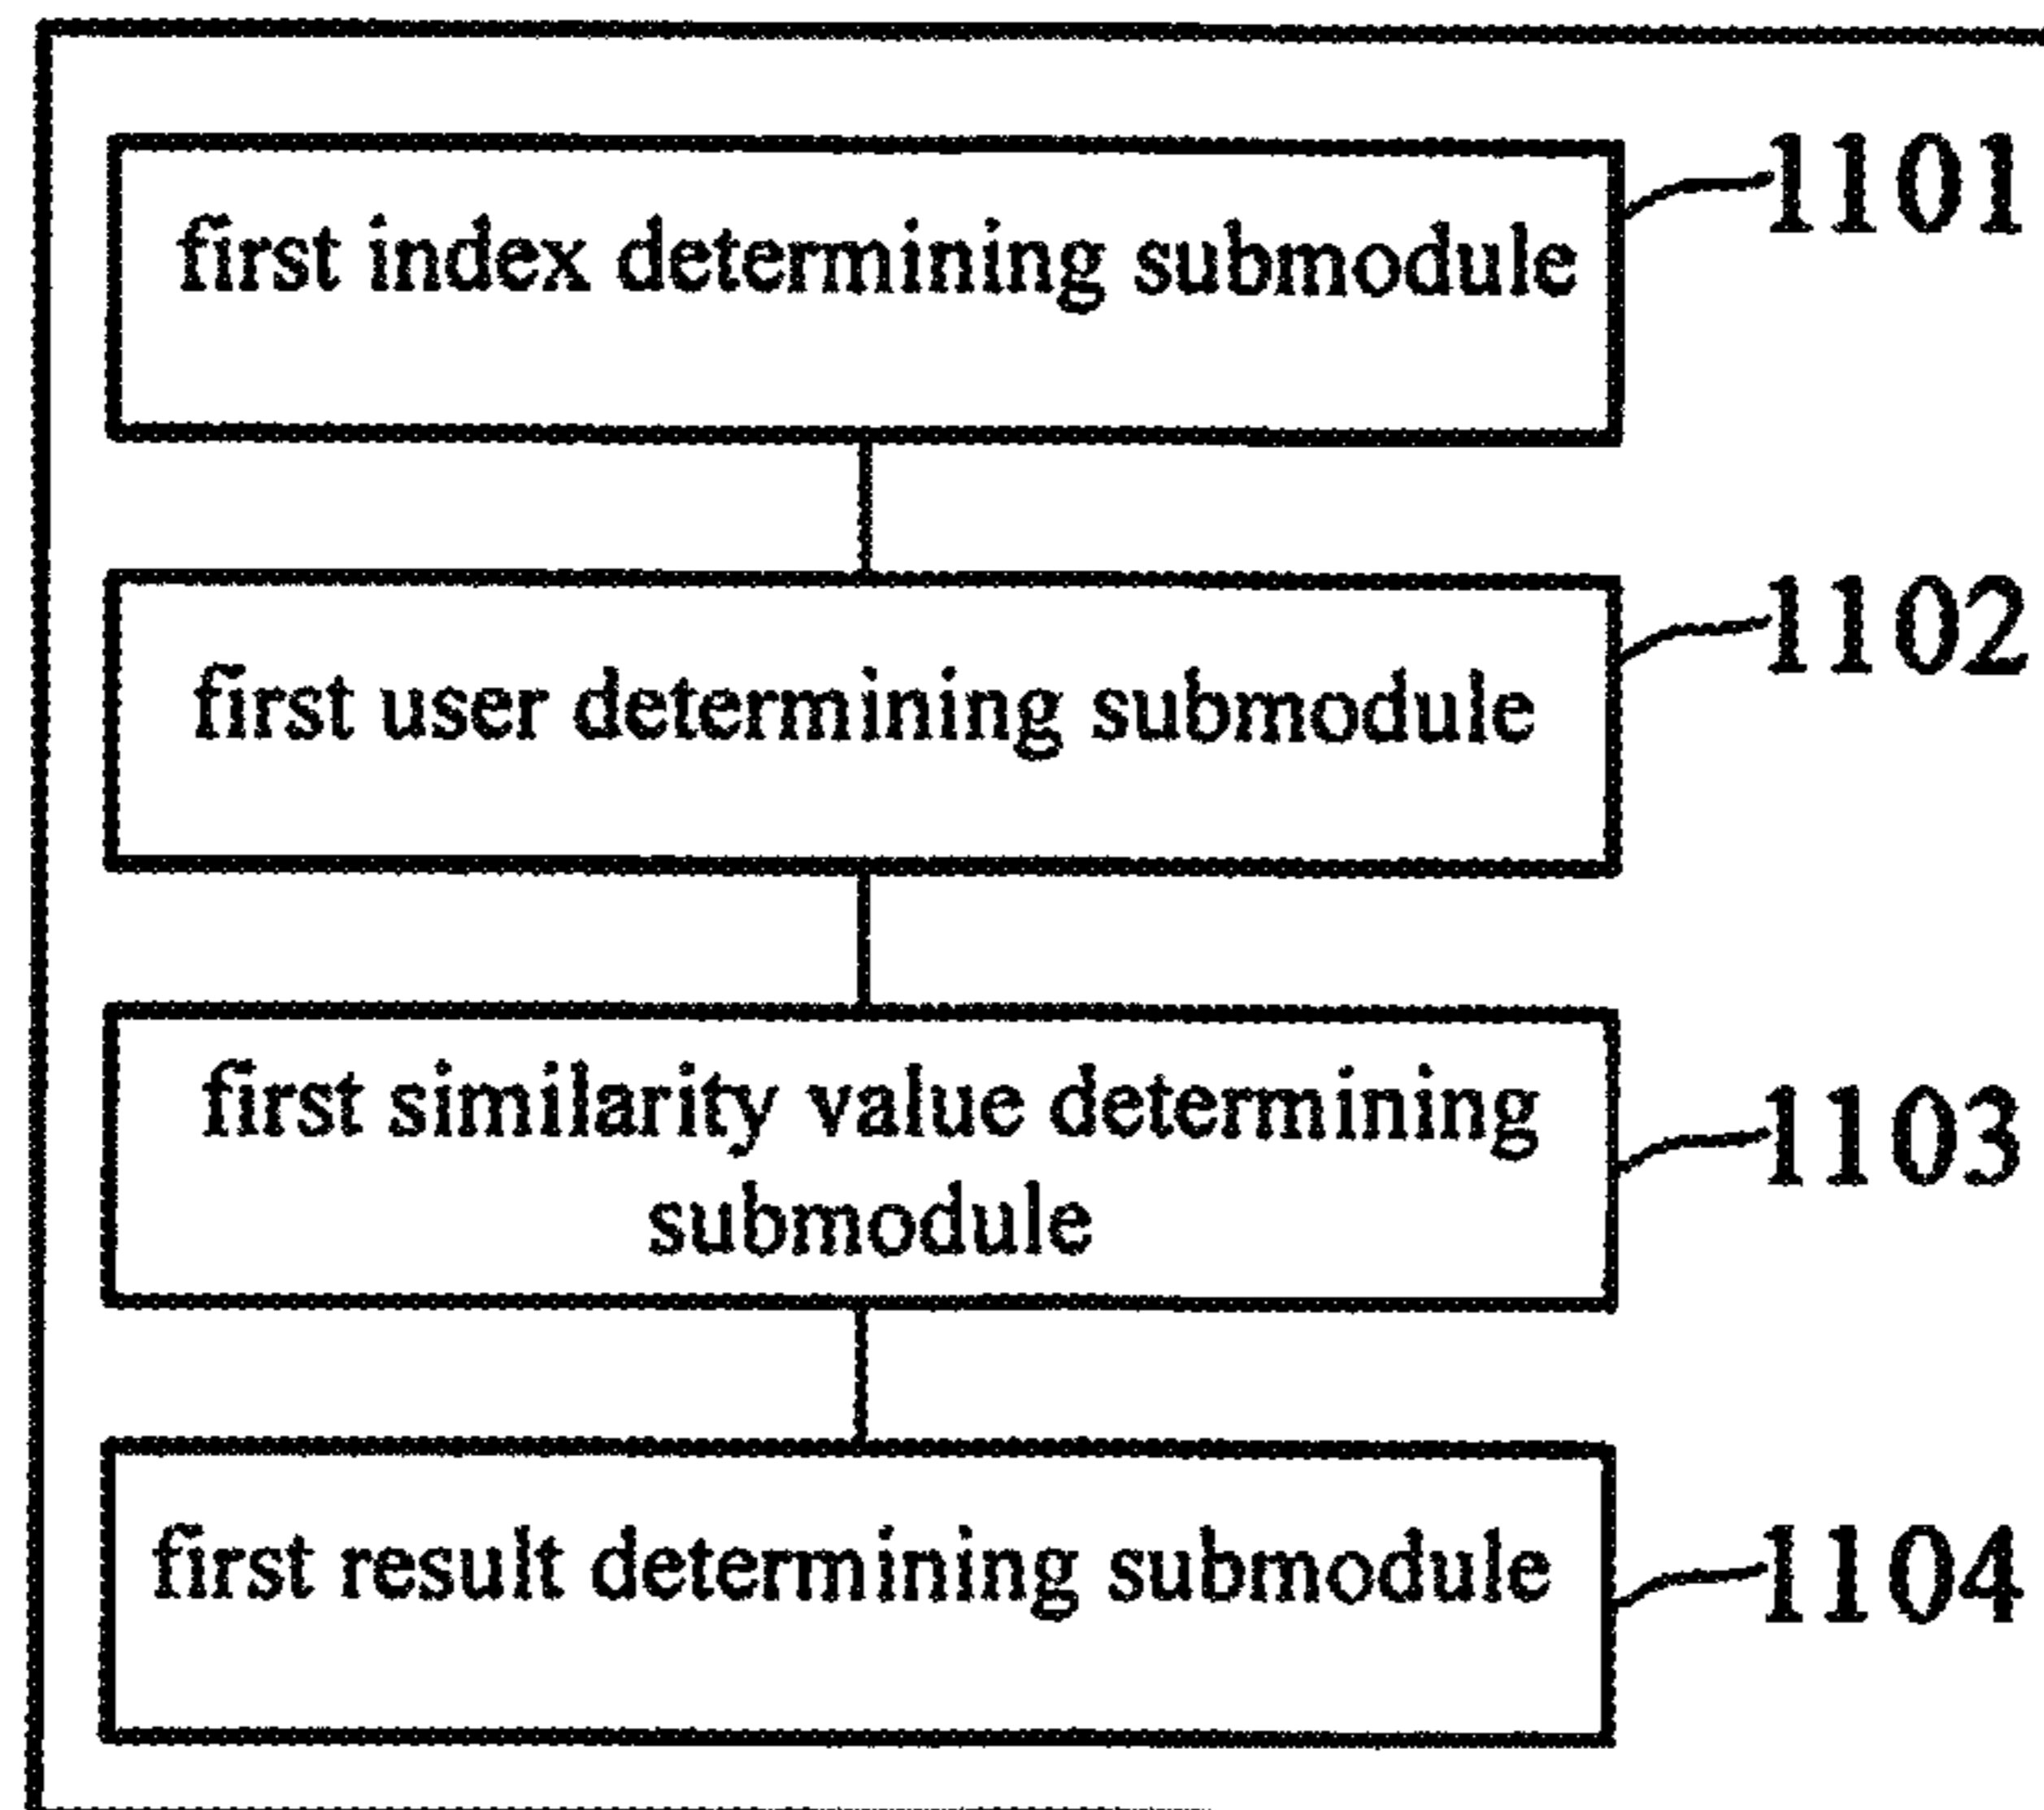 first index determining submodule
1101
first user determining submodule
1102
first similarity value determining
submodule
1103
first result determining submodule
1104